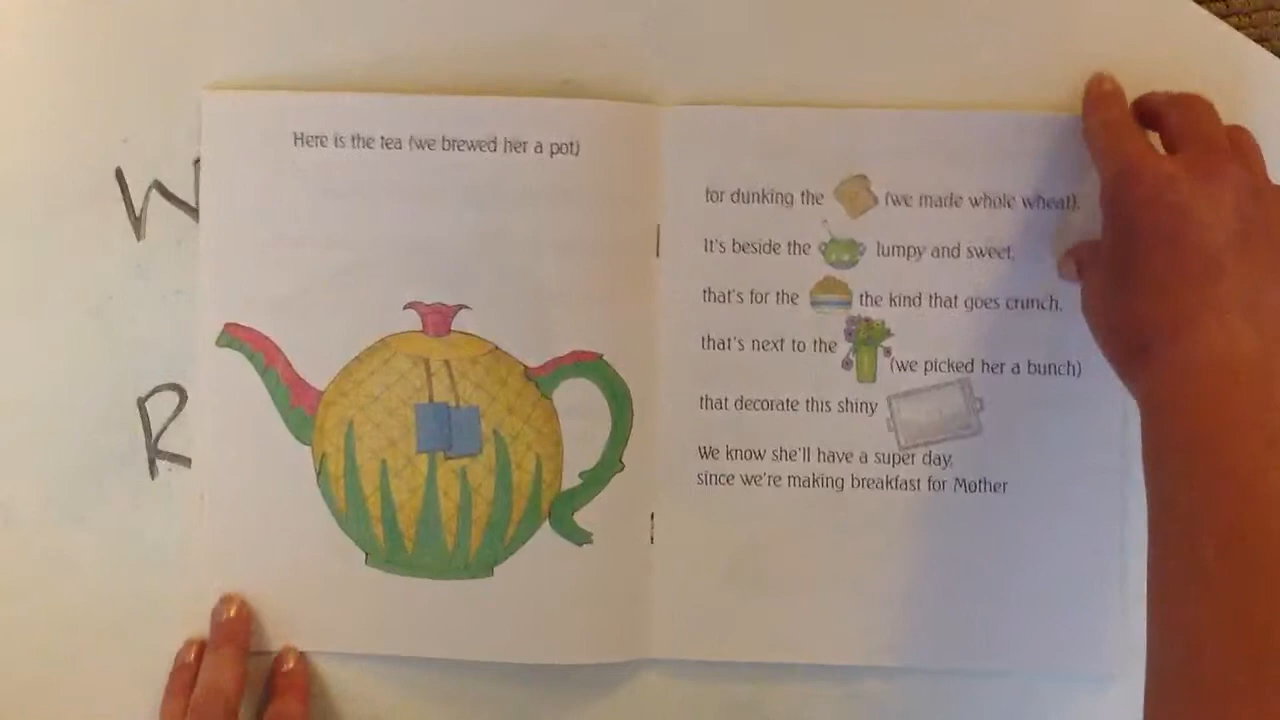 W
R
Here is the tea (we brewed her a pot)
for dunking the (we made whole wheat).
It's beside the lumpy and sweet,
that's for the the kind that goes crunch,
that's next to the
(we picked her a bunch)
that decorate this shiny
We know she'll have a super day,
since we're making breakfast for Mother